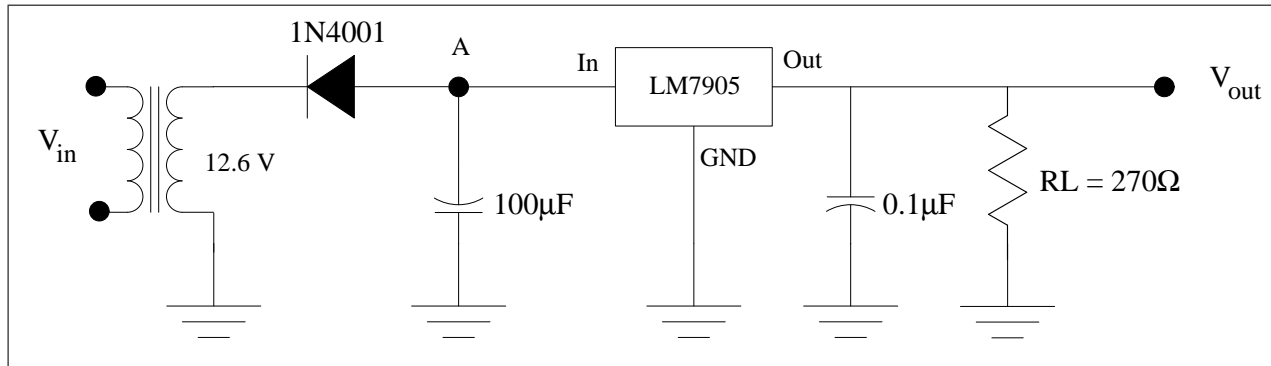 1N4001
A
In
LM7905
Out
V_out
V_in
12.6 V
GND
100μF
0.1μF
RL = 270Ω